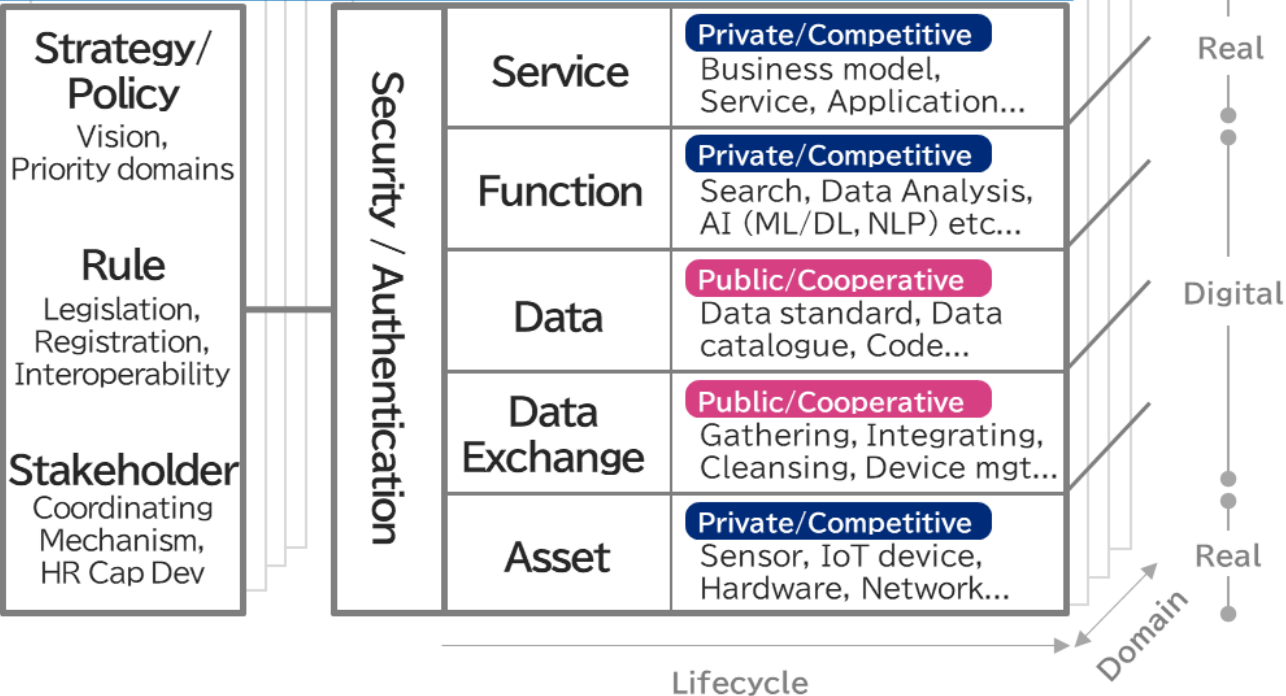 Strategy/
Policy
Vision,
Priority domains
Rule
Legislation,
Registration,
Interoperability
Stakeholder
Coordinating
Mechanism,
HR Cap Dev
Security / Authentication
Service
Private/Competitive
Business model,
Service, Application...
Function
Private/Competitive
Search, Data Analysis,
AI (ML/DL, NLP) etc...
Data
Public/Cooperative
Data standard, Data
catalogue, Code...
Data
Exchange
Public/Cooperative
Gathering, Integrating,
Cleansing, Device mgt...
Asset
Private/Competitive
Sensor, IoT device,
Hardware, Network...
Real
Digital
Real
Domain
Lifecycle